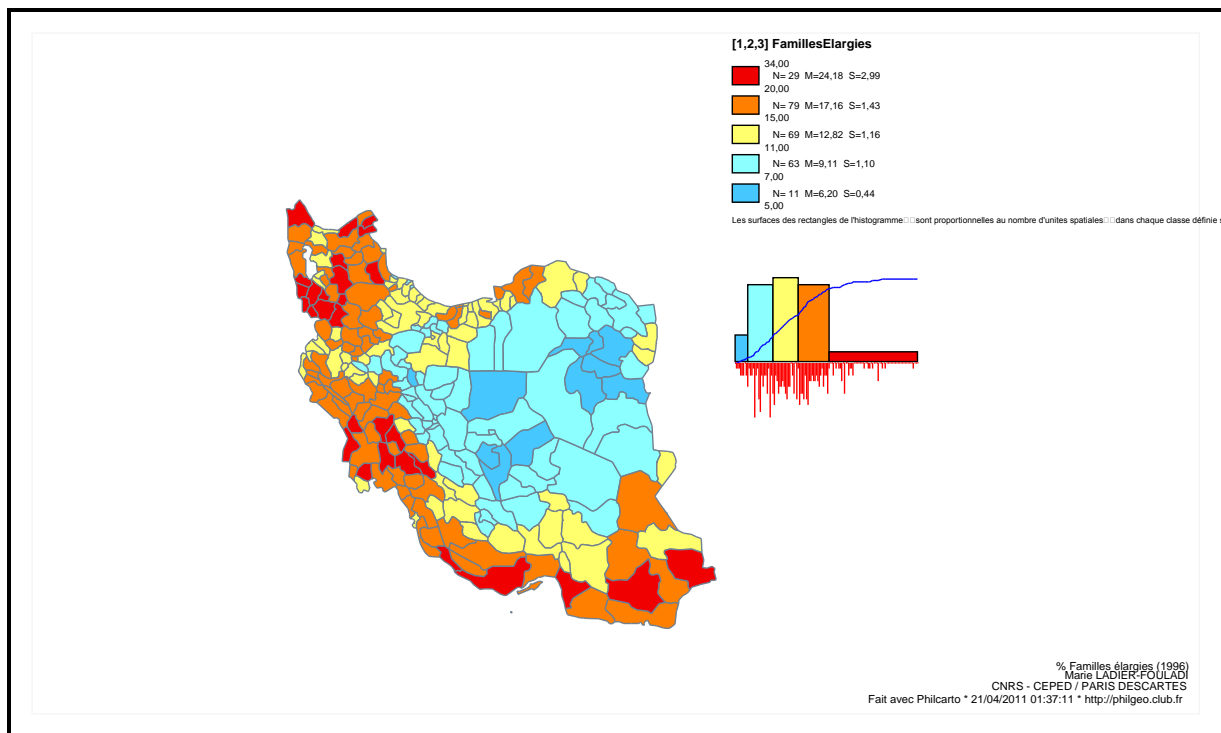 [1,2,3] FamillesElargies
34,00
N= 29 M=24,18 S=2,99
20,00
N= 79 M=17,16 S=1,43
15,00
N= 69 M=12,82 S=1,16
11,00
N= 63 M=9,11 S=1,10
7,00
N= 11 M=6,20 S=0,44
5,00
Les surfaces des rectangles de l'histogramme□□sont proportionnelles au nombre d'unites spatiales□□dans chaque classe définie s
% Familles élargies (1996)
Marie LADIER-FOULADI
CNRS - CEPED / PARIS DESCARTES
Fait avec Philcarto * 21/04/2011 01:37:11 * http://philgeo.club.fr